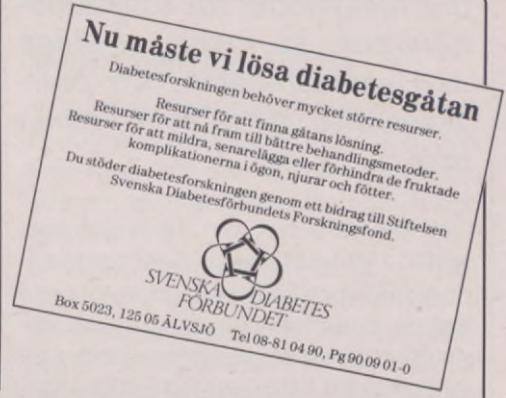 Nu måste vi lösa diabetesgåtan
Diabetesforskningen behöver mycket större resurser.
Resurser för att finna gåtans lösning.
Resurser för att nå fram till bättre behandlingsmetoder.
Resurser för att mildra, senarelägga eller förhindra de fruktade
komplikationerna i ögon, njurar och fötter.
Du stöder diabetesforskningen genom ett bidrag till Stiftelsen
Svenska Diabetesförbundets Forskningsfond.
SVENSKA DIABETES
FÖRBUNDET
Box 5023, 125 05 ÄLVSJÖ Tel 08-81 04 90, Pg 90 09 01-0